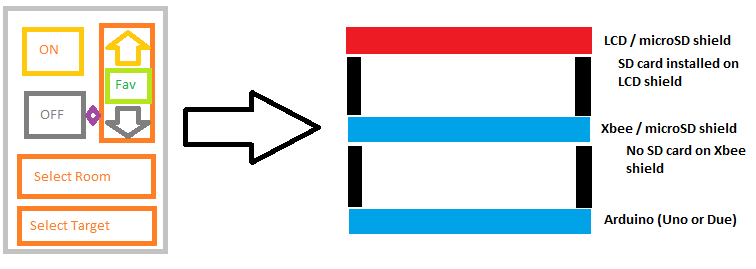 ON
Fav
OFF
Select Room
Select Target
LCD / microSD shield
SD card installed on
LCD shield
Xbee / microSD shield
No SD card on Xbee
shield
Arduino (Uno or Due)